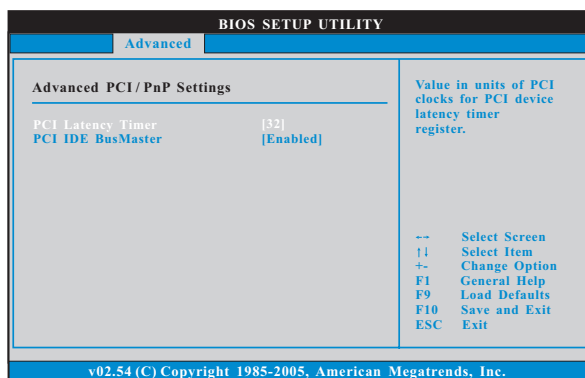 BIOS SETUP UTILITY
Advanced
Advanced PCI / PnP Settings
PCI Latency Timer [32]
PCI IDE BusMaster [Enabled]
Value in units of PCI
clocks for PCI device
latency timer
register.
←→ Select Screen
↑↓ Select Item
+- Change Option
F1 General Help
F9 Load Defaults
F10 Save and Exit
ESC Exit
v02.54 (C) Copyright 1985-2005, American Megatrends, Inc.